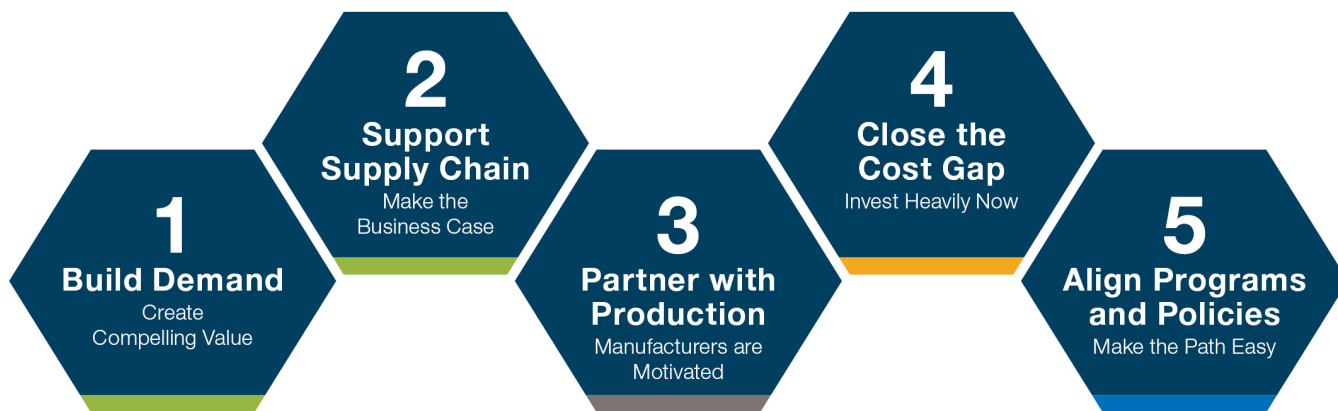 1
Build Demand
Create
Compelling Value
2
Support
Supply Chain
Make the
Business Case
3
Partner with
Production
Manufacturers are
Motivated
4
Close the
Cost Gap
Invest Heavily Now
5
Align Programs
and Policies
Make the Path Easy